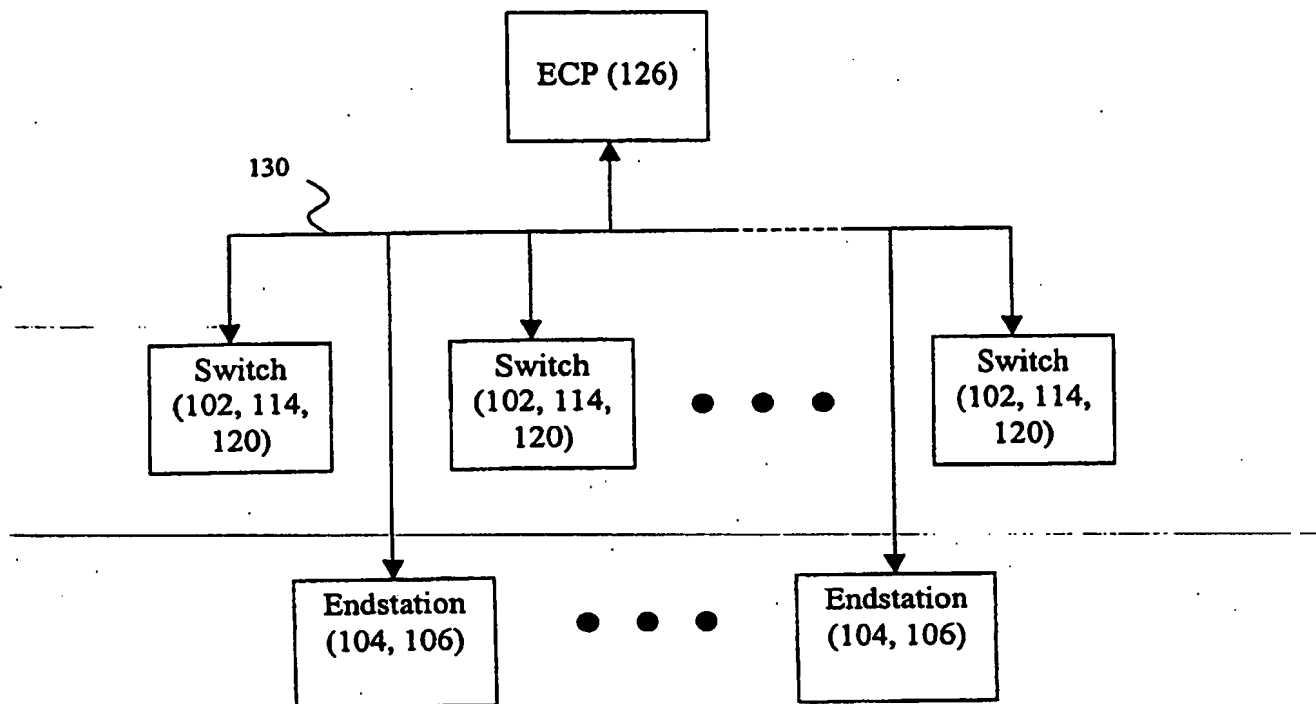 ECP (126)
130
Switch
(102, 114,
120)
Switch
(102, 114,
120)
Switch
(102, 114,
120)
Endstation
(104, 106)
Endstation
(104, 106)